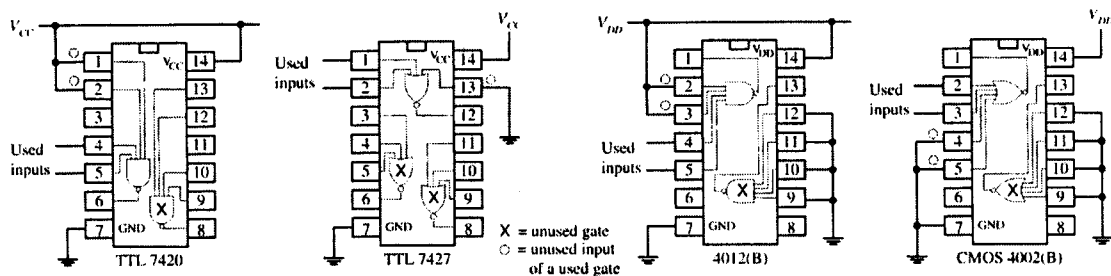 V_CC
1
2
3
4
5
6
7
V_CC
14
13
12
11
10
9
8
GND
X
Used
inputs
TTL 7420
V_CC
Used
inputs
1
2
3
4
5
6
7
V_CC
14
13
12
11
10
9
8
GND
X
X
TTL 7427
X = unused gate
= unused input
of a used gate
V_DD
1
2
3
4
5
6
7
V_DD
14
13
12
11
10
9
8
X
Used
inputs
4012(B)
V_DD
Used
inputs
1
2
3
4
5
6
7
V_DD
14
13
12
11
10
9
8
X
CMOS 4002(B)